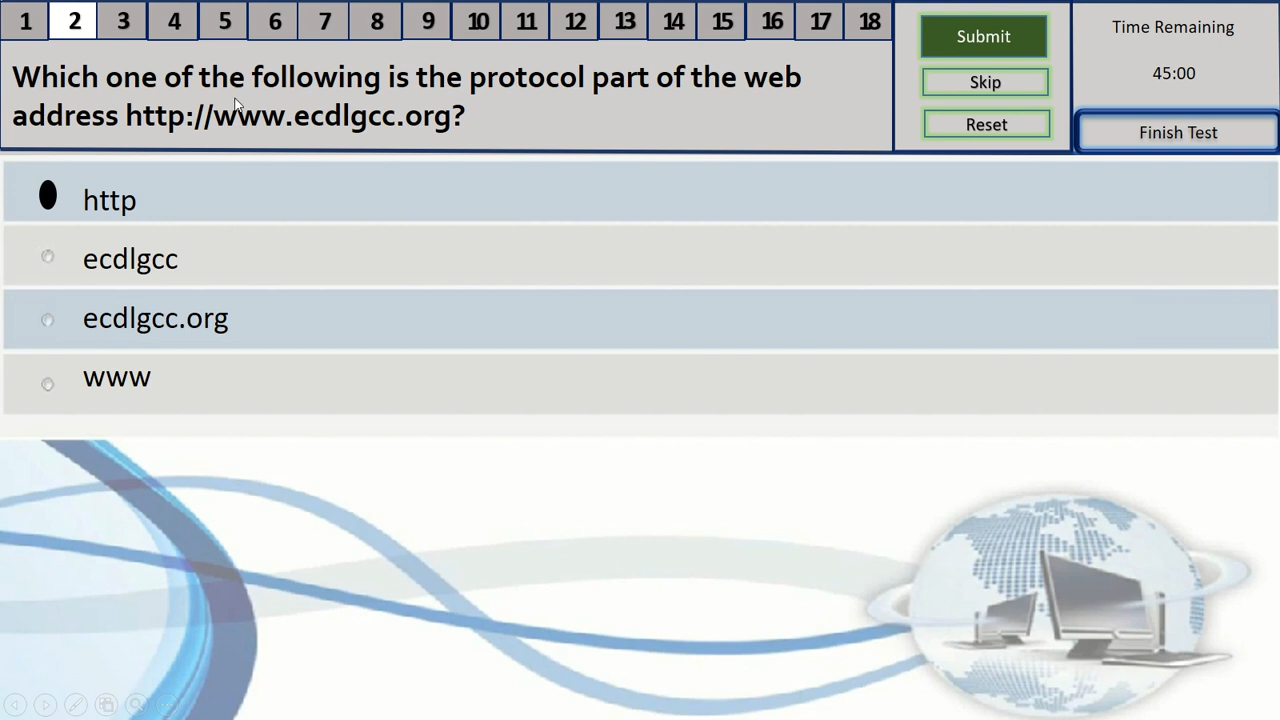 1 2 3 4 5 6 7 8 9 10 11 12 13 14 15 16 17 18
Which one of the following is the protocol part of the web
address http://www.ecdlgcc.org?
Submit
Skip
Reset
Time Remaining
45:00
Finish Test
http
ecdlgcc
ecdlgcc.org
www